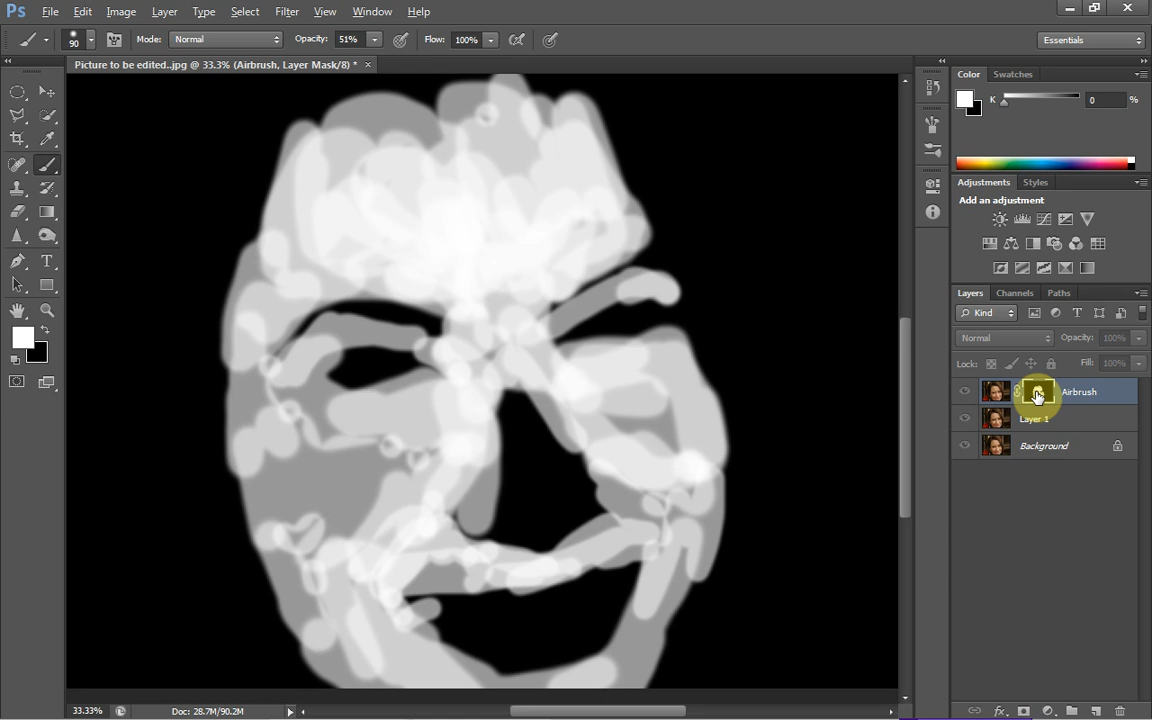 Ps File Edit Image Layer Type Select Filter View Window Help
90 Mode: Normal Opacity: 51% Flow: 100% Essentials
Picture to be edited..jpg @ 33.3% (Airbrush, Layer Mask/8) *
Color Swatches
K 0 %
Adjustments Styles
Add an adjustment
Layers Channels Paths
Kind
Normal Opacity: 100%
Lock: Fill: 100%
Airbrush
Layer 1
Background
33.33% Doc: 28.7M/90.2M